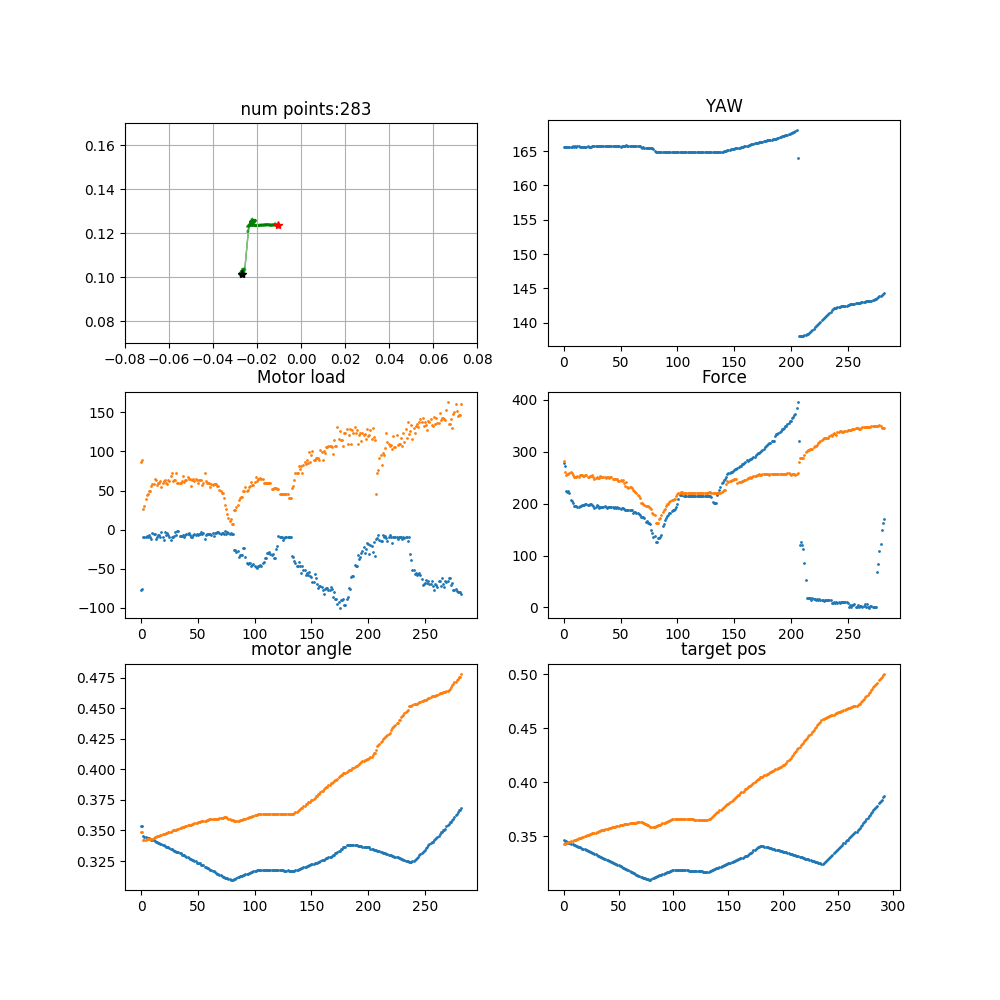 num points:283
0.16
0.14
0.12
0.10
0.08
−0.08 −0.06 −0.04 −0.02 0.00 0.02 0.04 0.06 0.08
YAW
165
160
155
150
145
140
0 50 100 150 200 250
Motor load
150
100
50
0
−50
−100
0 50 100 150 200 250
Force
400
300
200
100
0
0 50 100 150 200 250
motor angle
0.475
0.450
0.425
0.400
0.375
0.350
0.325
0 50 100 150 200 250
target pos
0.50
0.45
0.40
0.35
0 50 100 150 200 250 300